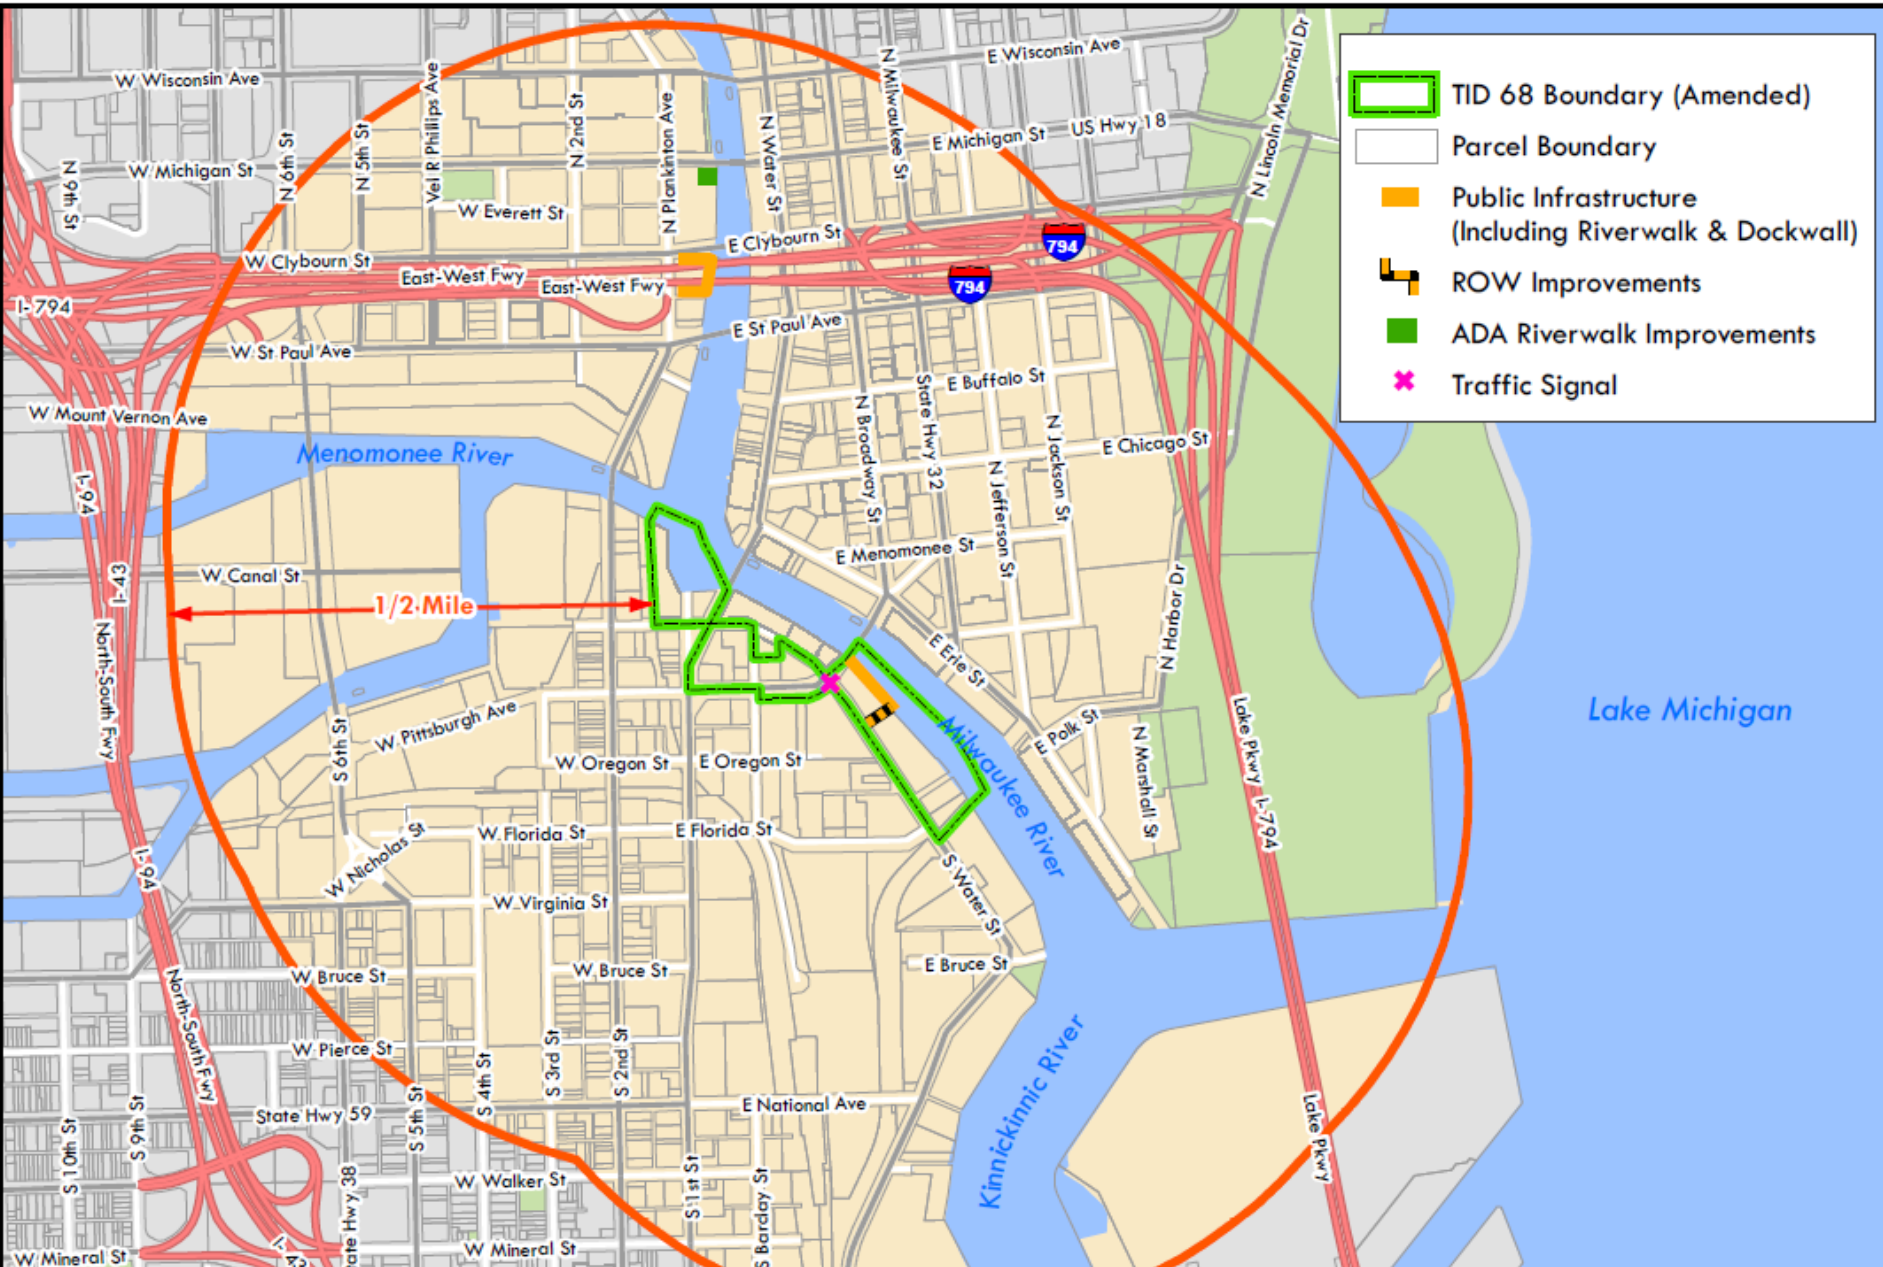 W Wisconsin Ave
E Wisconsin Ave
N Lincoln Memorial Dr
TID 68 Boundary (Amended)
Parcel Boundary
Public Infrastructure
(Including Riverwalk & Dockwall)
ROW Improvements
ADA Riverwalk Improvements
Traffic Signal
Vel R Phillips Ave
N 2nd St
N Plankinton Ave
N Water St
N Milwaukee St
E Michigan St
US Hwy 18
N 9th St
W Michigan St
N 6th St
N 5th St
W Everett St
E Clybourn St
794
W Clybourn St
East-West Fwy
East-West Fwy
794
I-794
E St Paul Ave
W St Paul Ave
W Mount Vernon Ave
E Buffalo St
State Hwy 32
N Broadway St
N Jackson St
E Chicago St
Menomonee River
I-94
N Jefferson St
E Menomonee St
W Canal St
I-43
1/2 Mile
N Harbor Dr
E Erie St
North-South Fwy
Lake Michigan
Lake Pkwy
I-794
W Pittsburgh Ave
S 6th St
E Polk St
N Marshall St
Milwaukee River
W Oregon St
E Oregon St
W Florida St
E Florida St
W Nicholas St
I-94
S Water St
W Virginia St
E Bruce St
W Bruce St
W Bruce St
North-South Fwy
W Pierce St
S 3rd St
S 2nd St
S 4th St
Kinnickinnic River
E National Ave
State Hwy 59
S 5th St
S 9th St
S 10th St
Lake Pkwy
W Walker St
S 1st St
S Barclay St
ate Hwy 38
W Mineral St
W Mineral St